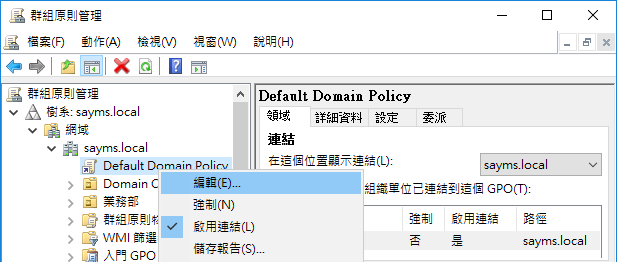 群組原則管理
檔案(F) 動作(A) 檢視(V) 視窗(W) 說明(H)
群組原則管理
樹系: sayms.local
網域
sayms.local
Default Domain Policy
Domain C
業務部
群組原則物
WMI 篩選
入門 GPO
編輯(E)...
強制(N)
啟用連結(L)
儲存報告(S)...
Default Domain Policy
領域 詳細資料 設定 委派
連結
在這個位置顯示連結(L): sayms.local
組織單位已連結到這個 GPO(T):
強制 啟用連結 路徑
否 是 sayms.local